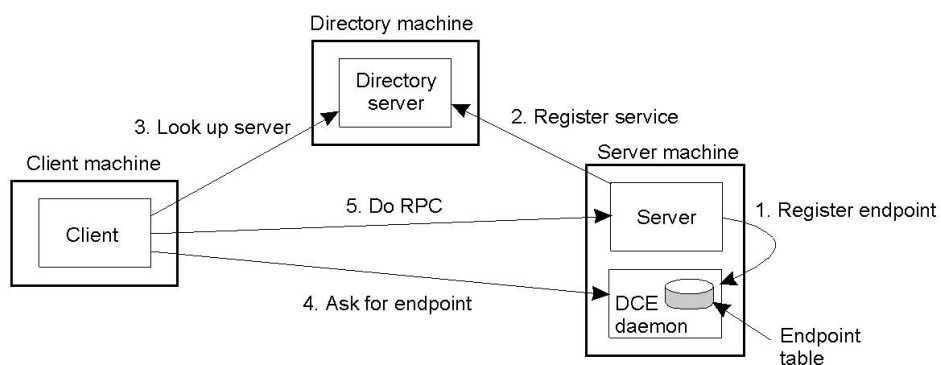 Directory machine
Directory
server
3. Look up server
2. Register service
Client machine
Server machine
Client
5. Do RPC
Server
1. Register endpoint
4. Ask for endpoint
DCE
daemon
Endpoint
table